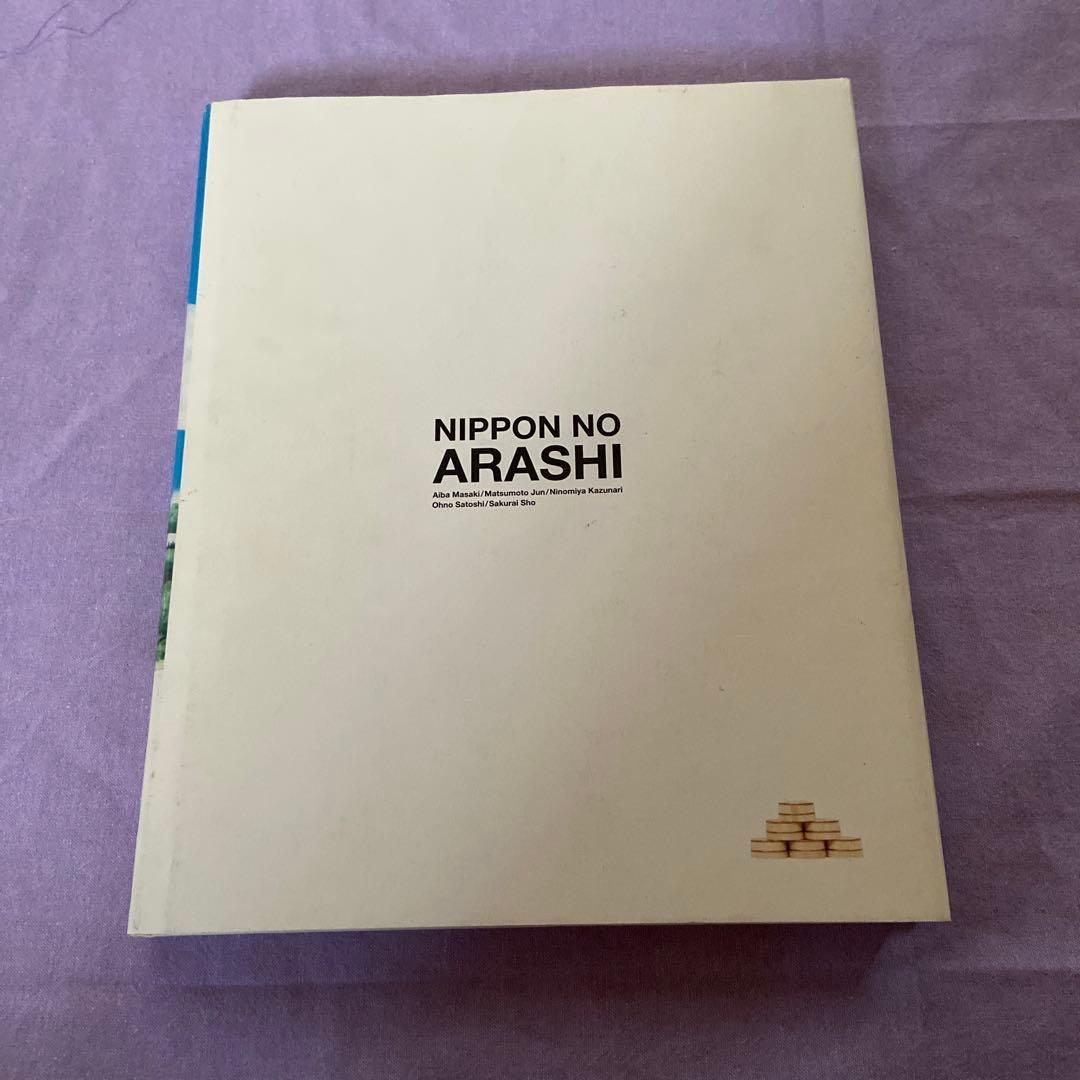 NIPPON NO
ARASHI
Aiba Masaki/Matsumoto Jun/Ninomiya Kazunari
Ohno Satoshi/Sakurai Sho